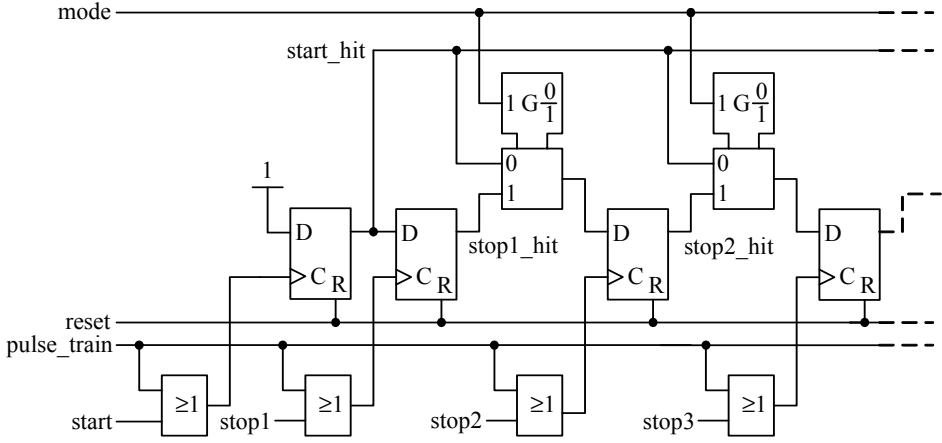 mode
start_hit
1 G 0/1
1 G 0/1
0
0
1
1
1
D
D
stop1_hit
D
stop2_hit
D
C
R
C
R
C
R
C
R
reset
pulse_train
≥1
≥1
≥1
≥1
start
stop1
stop2
stop3